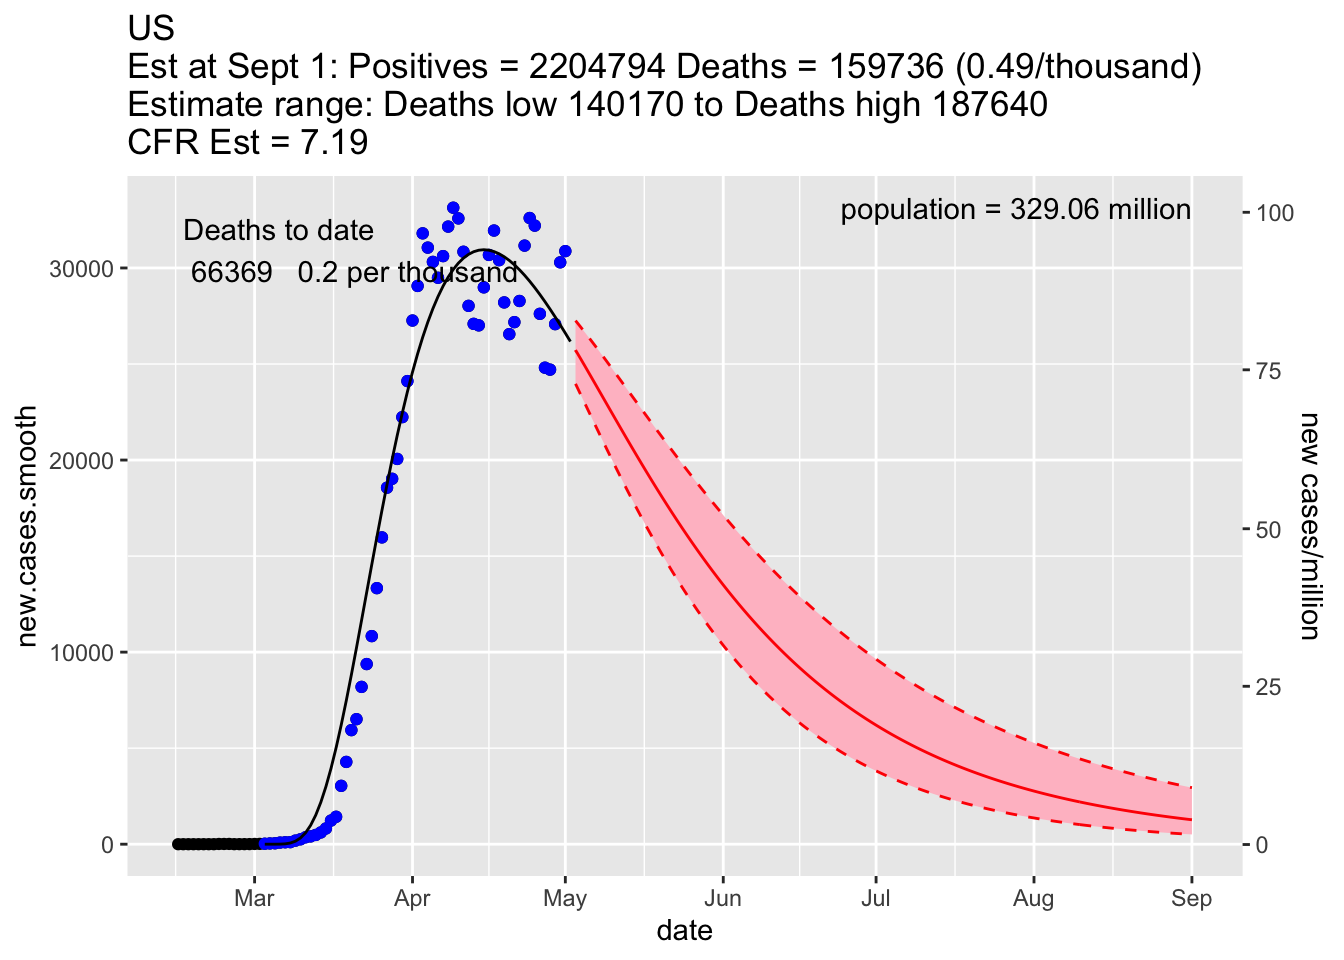 US
Est at Sept 1: Positives = 2204794 Deaths = 159736 (0.49/thousand)
Estimate range: Deaths low 140170 to Deaths high 187640
CFR Est = 7.19
Deaths to date
66369 0.2 per thousand
population = 329.06 million
30000
20000
10000
0
new.cases.smooth
100
75
50
25
0
new cases/million
Mar Apr May Jun Jul Aug Sep
date